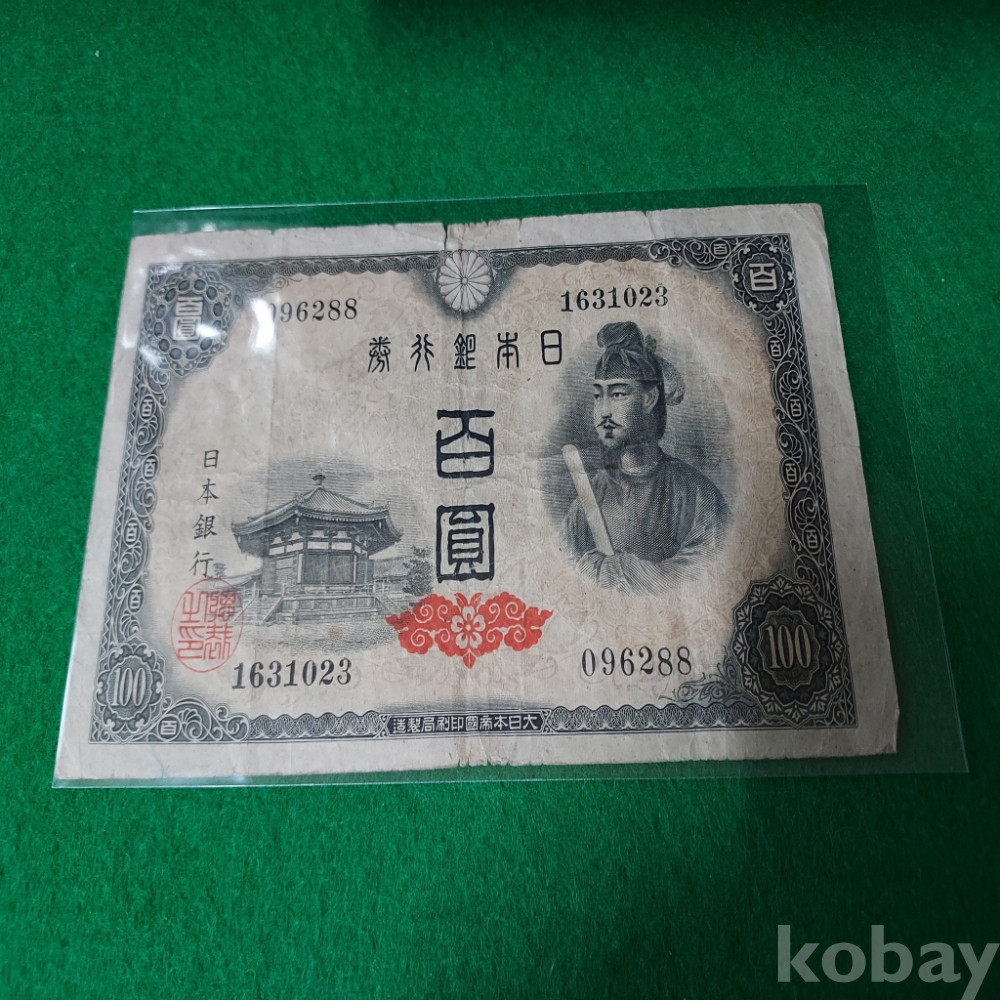 百圓
百
096288
1631023
券行銀本日
百圓
日本銀行
1631023
096288
100
100
造製局刷印國帝本日大
kobay